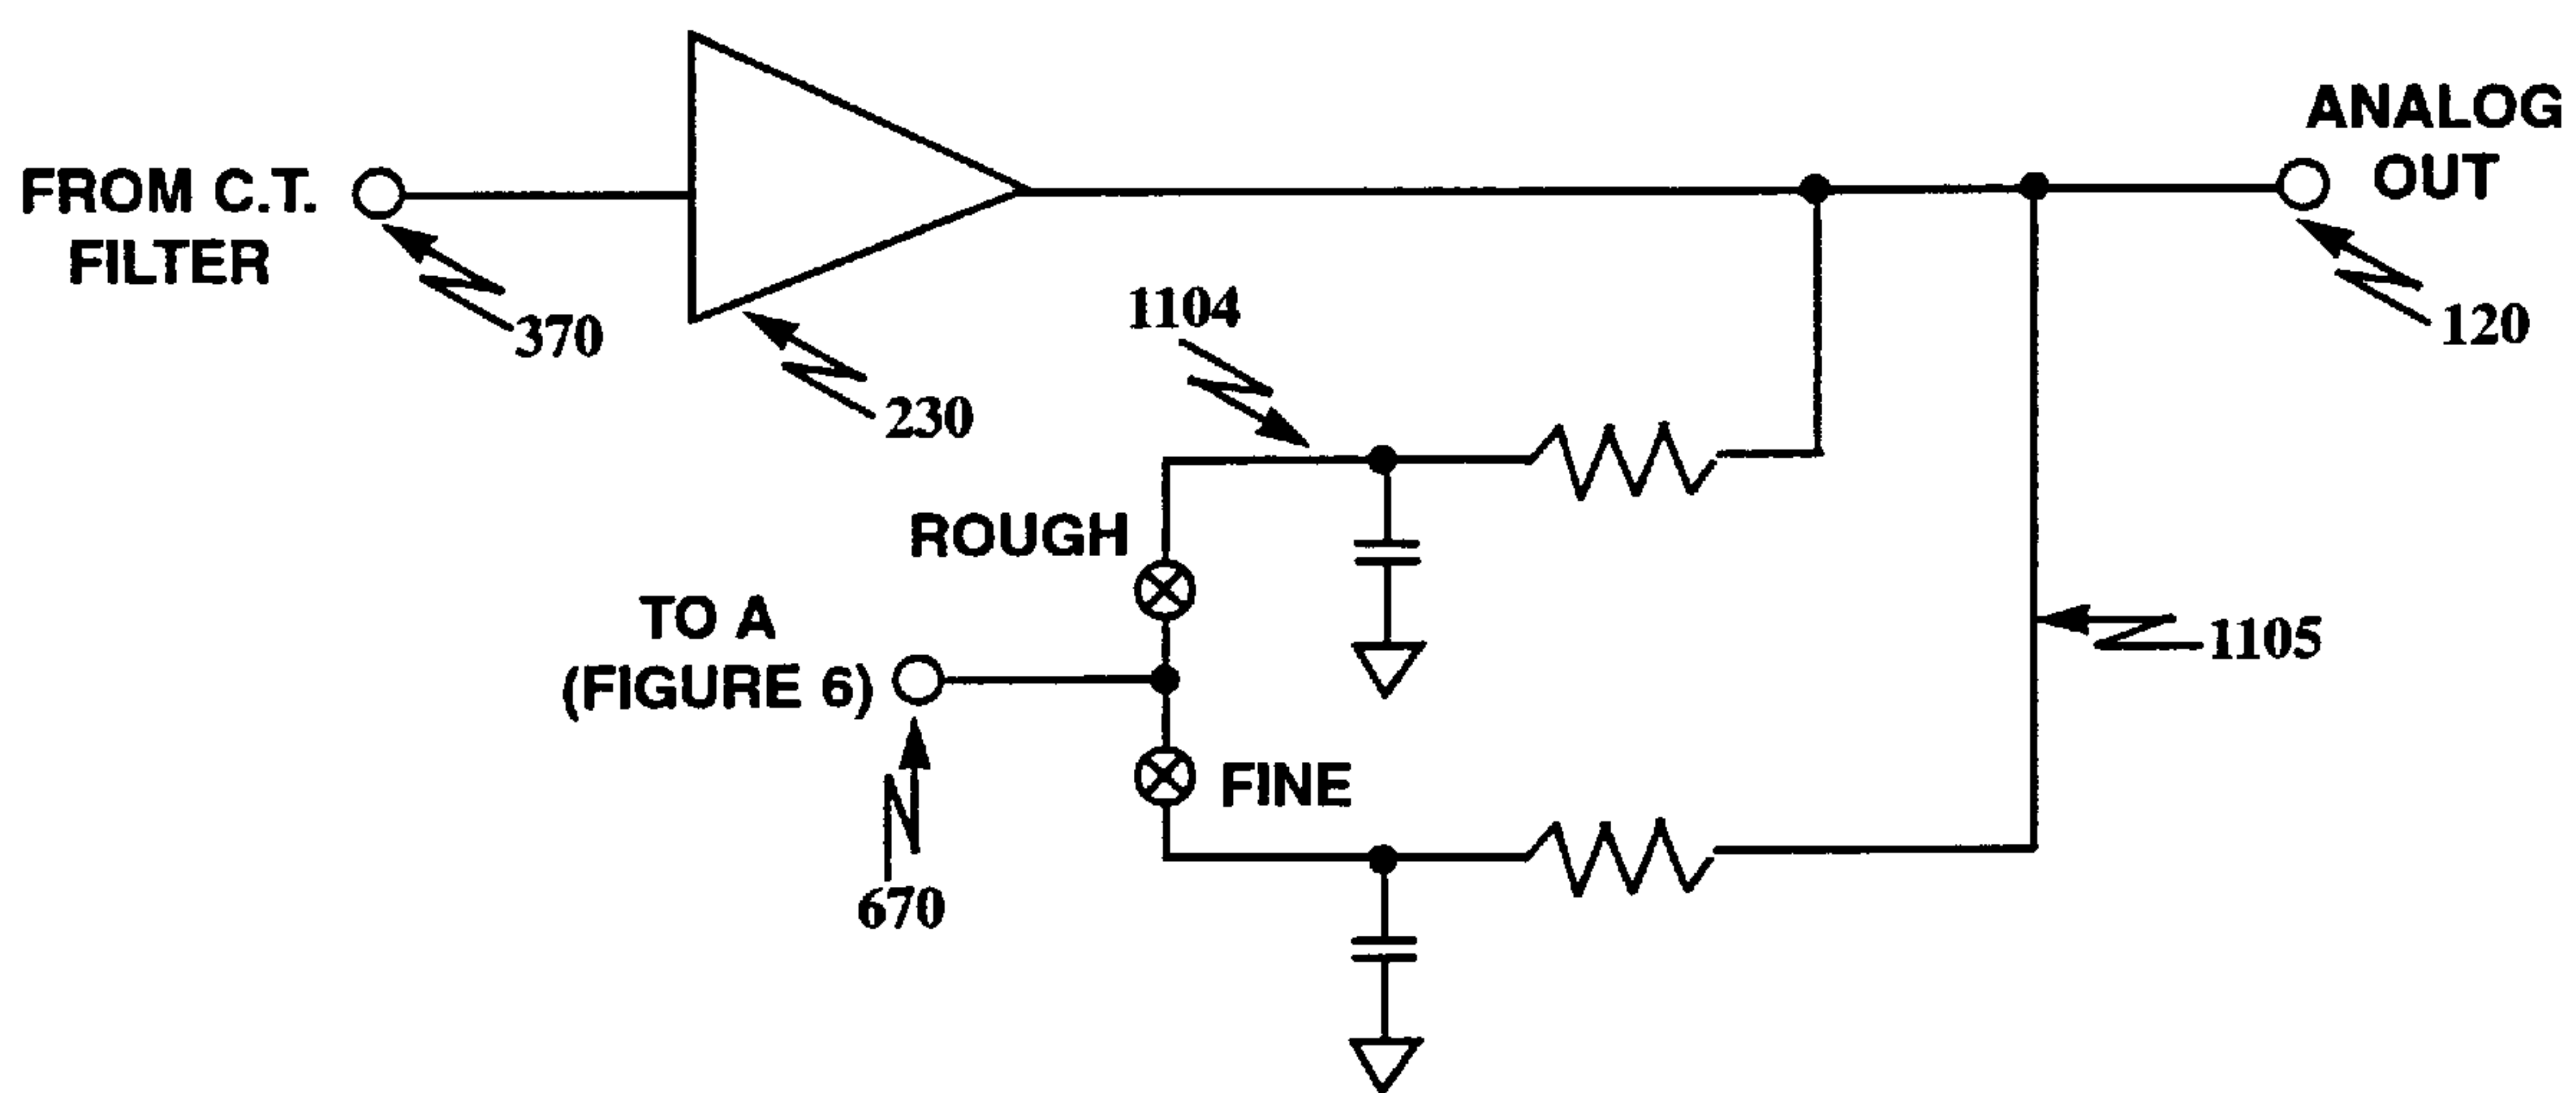 ANALOG
OUT
FROM C.T.
FILTER
370
230
1104
120
ROUGH
TO A
(FIGURE 6)
1105
FINE
670